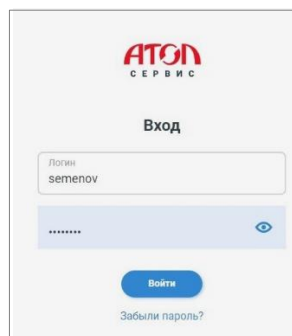 АТОЛ
СЕРВИС
Вход
Логин
semenov
••••••••
Войти
Забыли пароль?